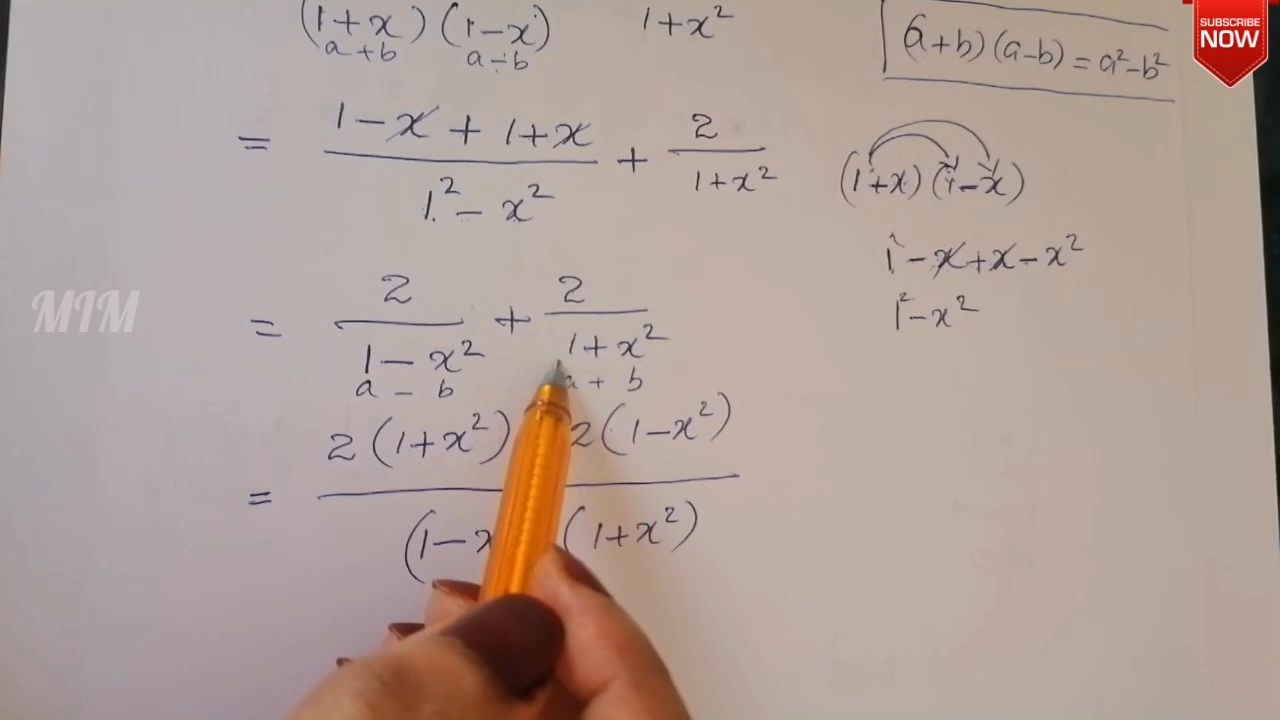 (1+x) (1-x) 1+x²
a+b a-b
SUBSCRIBE
NOW
(a+b)(a-b) = a²-b²
= 1-x+1+x / 1²-x² + 2 / 1+x²
(1+x)(1-x)
1-x+x-x²
1²-x²
MIM
= 2 / 1-x² + 2 / 1+x²
a - b a + b
= 2(1+x²) 2(1-x²) / (1-x (1+x²)